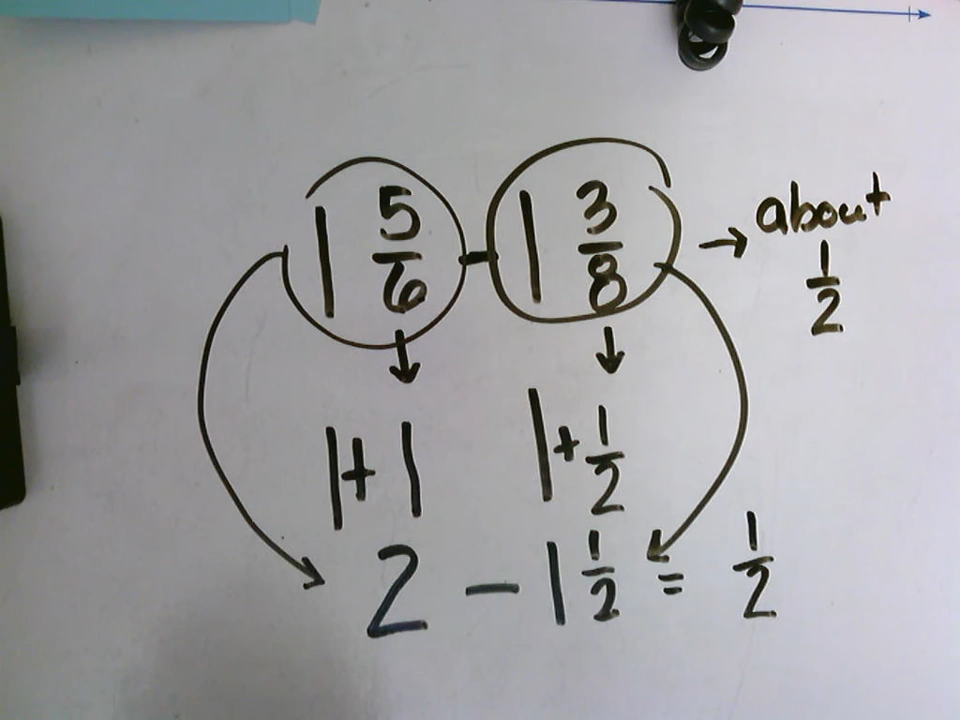 1 5/6 - 1 3/8 → about 1/2
↓ ↓
1+1 1+1/2
2 - 1 1/2 = 1/2